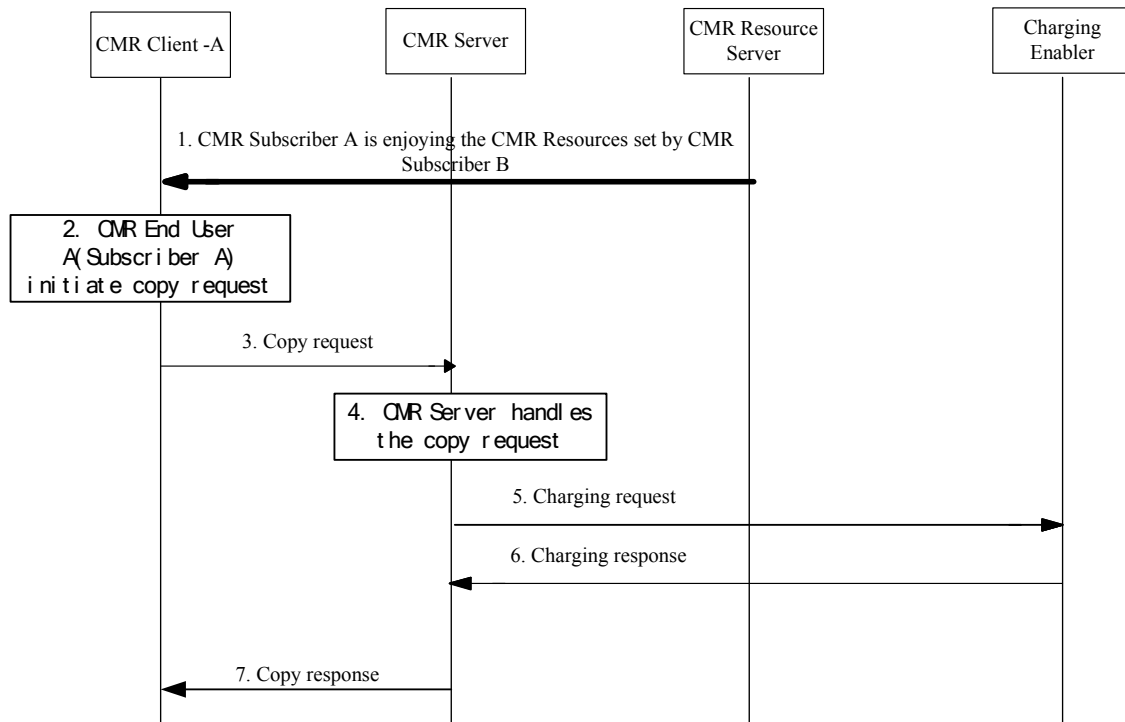 CMR Client -A
CMR Server
CMR Resource
Server
Charging
Enabler
1. CMR Subscriber A is enjoying the CMR Resources set by CMR
Subscriber B
2. CMR End User
A(Subscriber A)
initiate copy request
3. Copy request
4. CMR Server handles
the copy request
5. Charging request
6. Charging response
7. Copy response